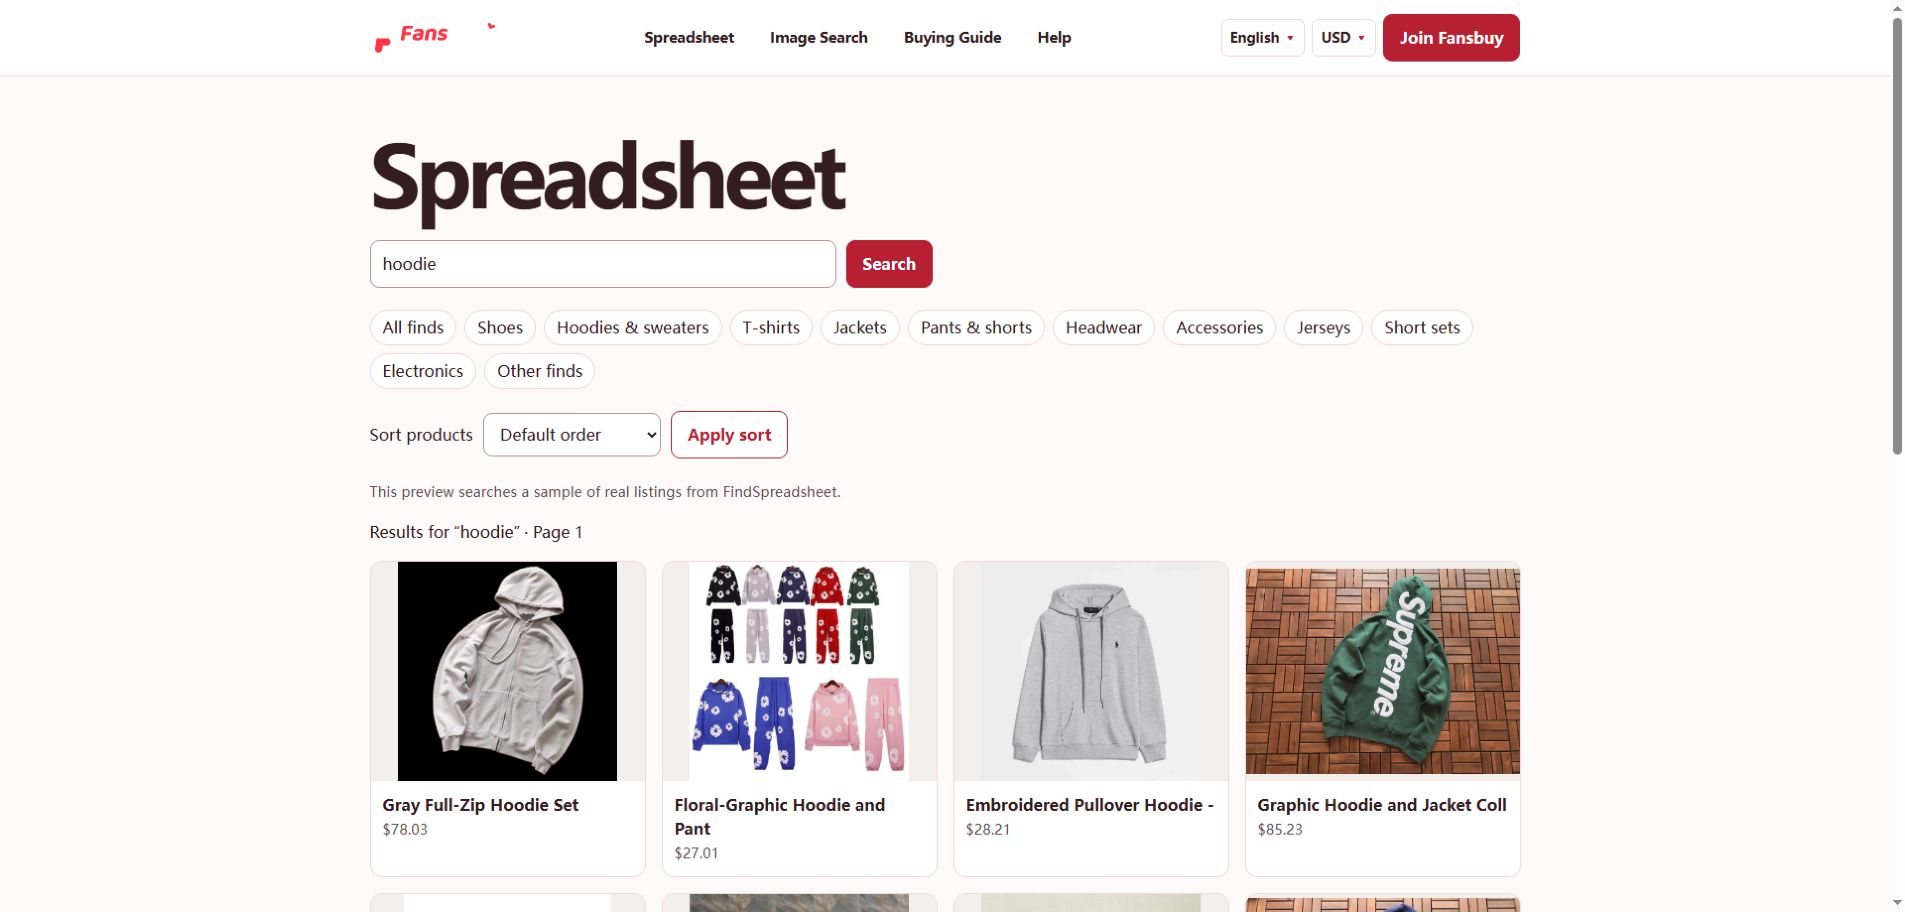 Fans
Spreadsheet
Image Search
Buying Guide
Help
English
USD
Join Fansbuy
Spreadsheet
hoodie
Search
All finds
Shoes
Hoodies & sweaters
T-shirts
Jackets
Pants & shorts
Headwear
Accessories
Jerseys
Short sets
Electronics
Other finds
Sort products
Default order
Apply sort
This preview searches a sample of real listings from FindSpreadsheet.
Results for “hoodie” · Page 1
Supreme
Gray Full-Zip Hoodie Set
$78.03
Floral-Graphic Hoodie and
Pant
$27.01
Embroidered Pullover Hoodie -
$28.21
Graphic Hoodie and Jacket Coll
$85.23